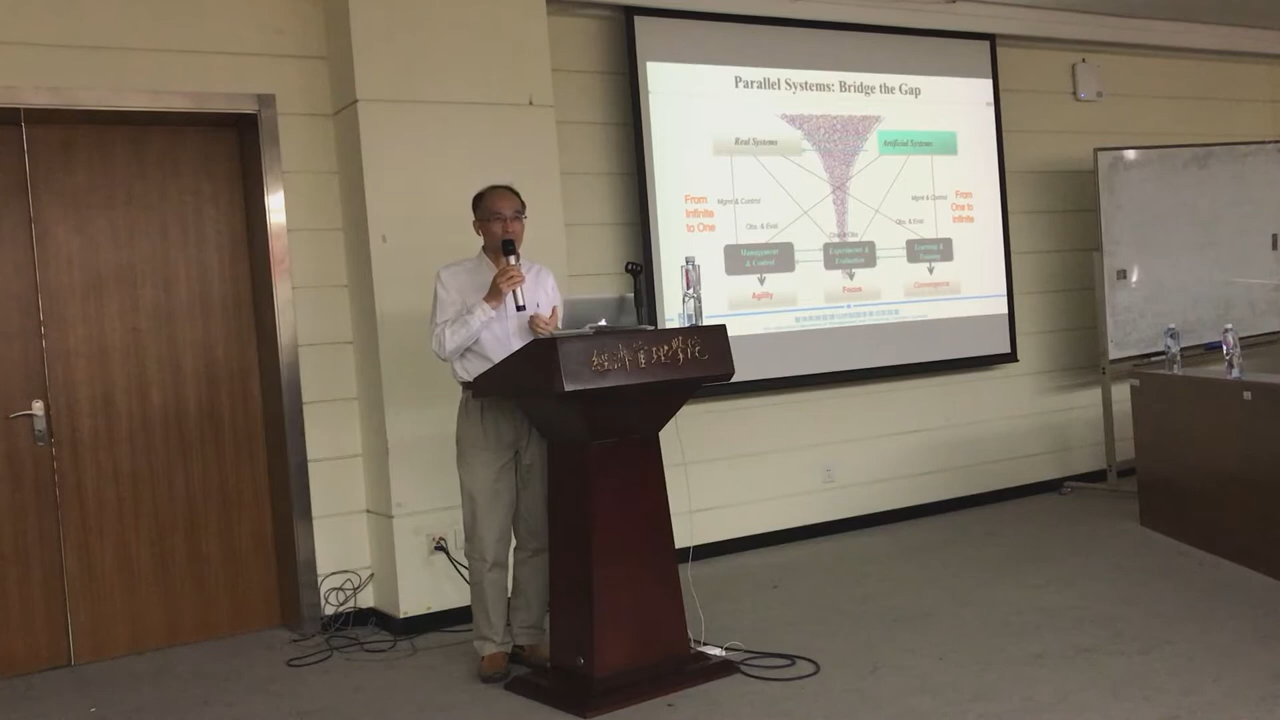 Parallel Systems: Bridge the Gap
Real Systems
Artificial Systems
From
Infinite
to One
Mgmt & Control
Mgmt & Control
From
One to
Infinite
Obs. & Eval
Obs. & Eval
Management
& Control
Experiment &
Evaluation
Learning &
Training
Agility
Focus
Convergence
經濟管理學院